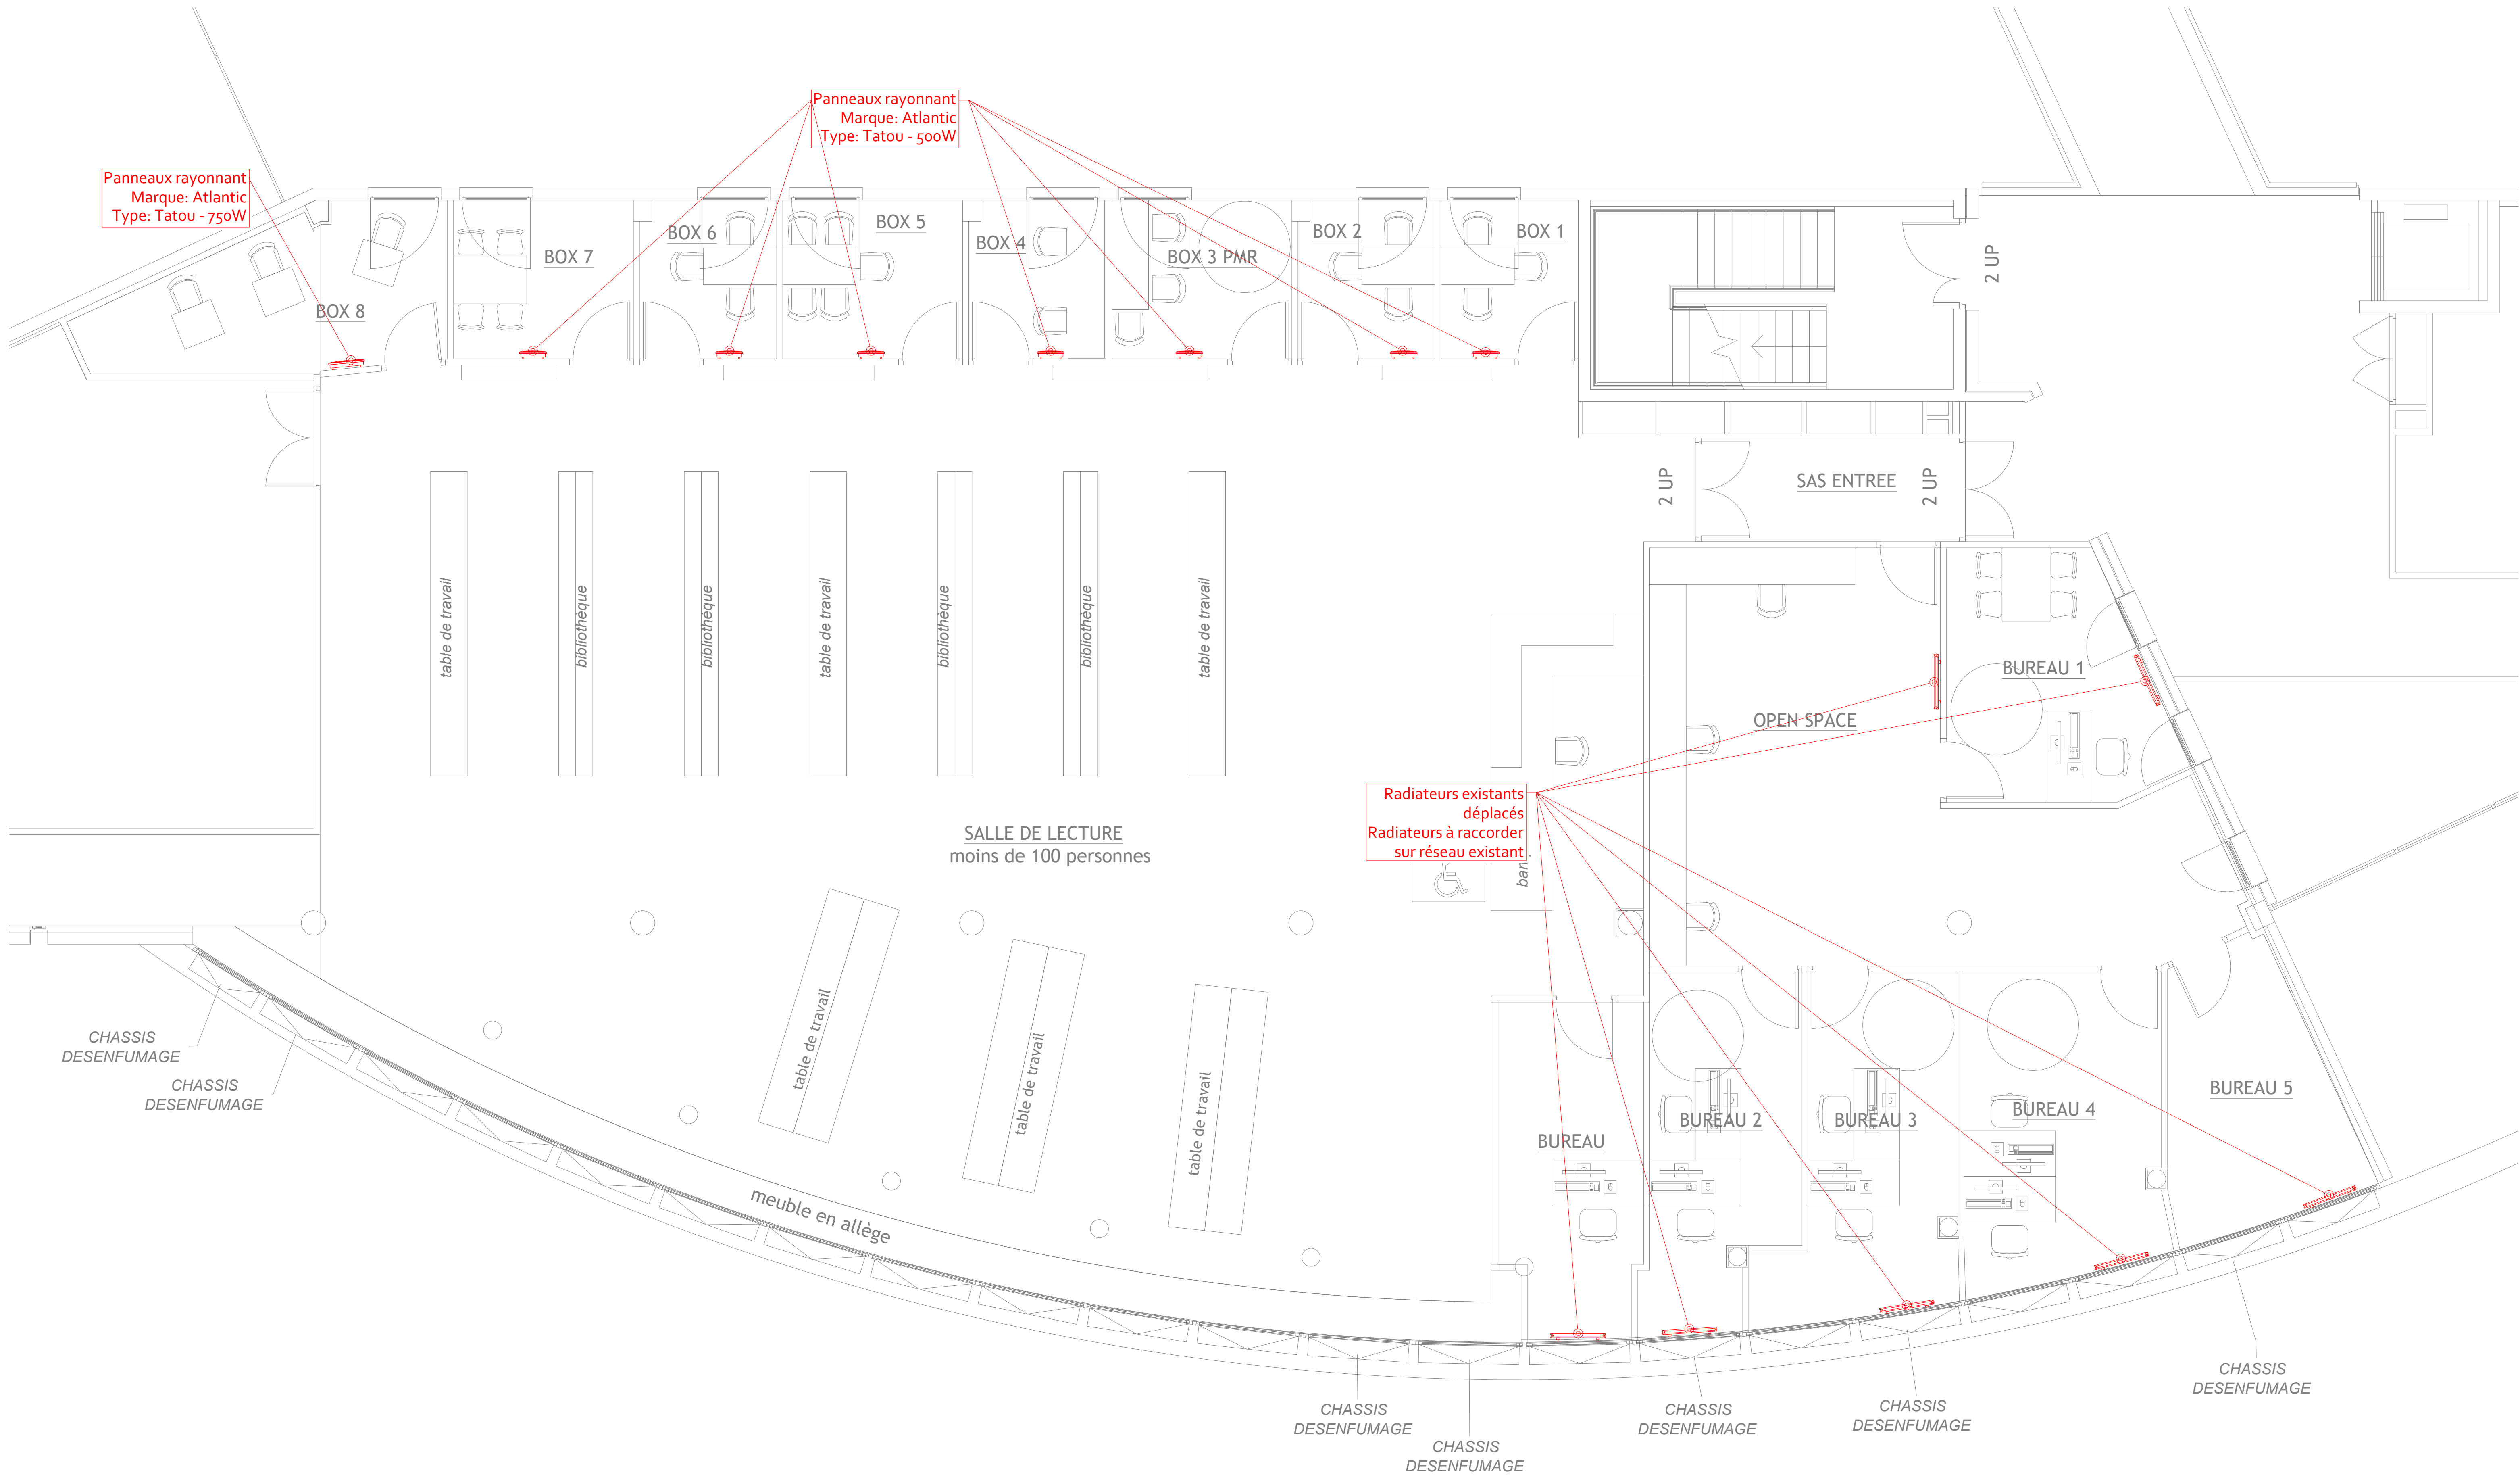 Panneaux rayonnant
Marque: Atlantic
Type: Tatou - 500W
Panneaux rayonnant
Marque: Atlantic
Type: Tatou - 750W
BOX 8
BOX 7
BOX 6
BOX 5
BOX 4
BOX 3 PMR
BOX 2
BOX 1
2 UP
2 UP
SAS ENTREE
2 UP
table de travail
bibliothèque
bibliothèque
table de travail
bibliothèque
bibliothèque
table de travail
BUREAU 1
OPEN SPACE
Radiateurs existants
déplacés
Radiateurs à raccorder
sur réseau existant
SALLE DE LECTURE
moins de 100 personnes
table de travail
table de travail
table de travail
meuble en allège
BUREAU
BUREAU 2
BUREAU 3
BUREAU 4
BUREAU 5
CHASSIS
DESENFUMAGE
CHASSIS
DESENFUMAGE
CHASSIS
DESENFUMAGE
CHASSIS
DESENFUMAGE
CHASSIS
DESENFUMAGE
CHASSIS
DESENFUMAGE
CHASSIS
DESENFUMAGE